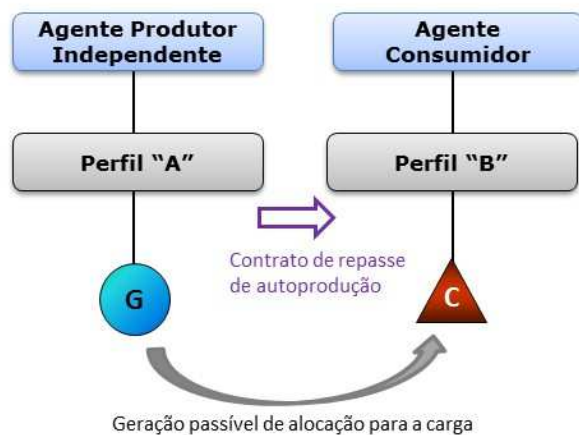 Agente Produtor
Independente
Agente
Consumidor
Perfil “A”
Perfil “B”
Contrato de repasse
de autoprodução
G
C
Geração passível de alocação para a carga